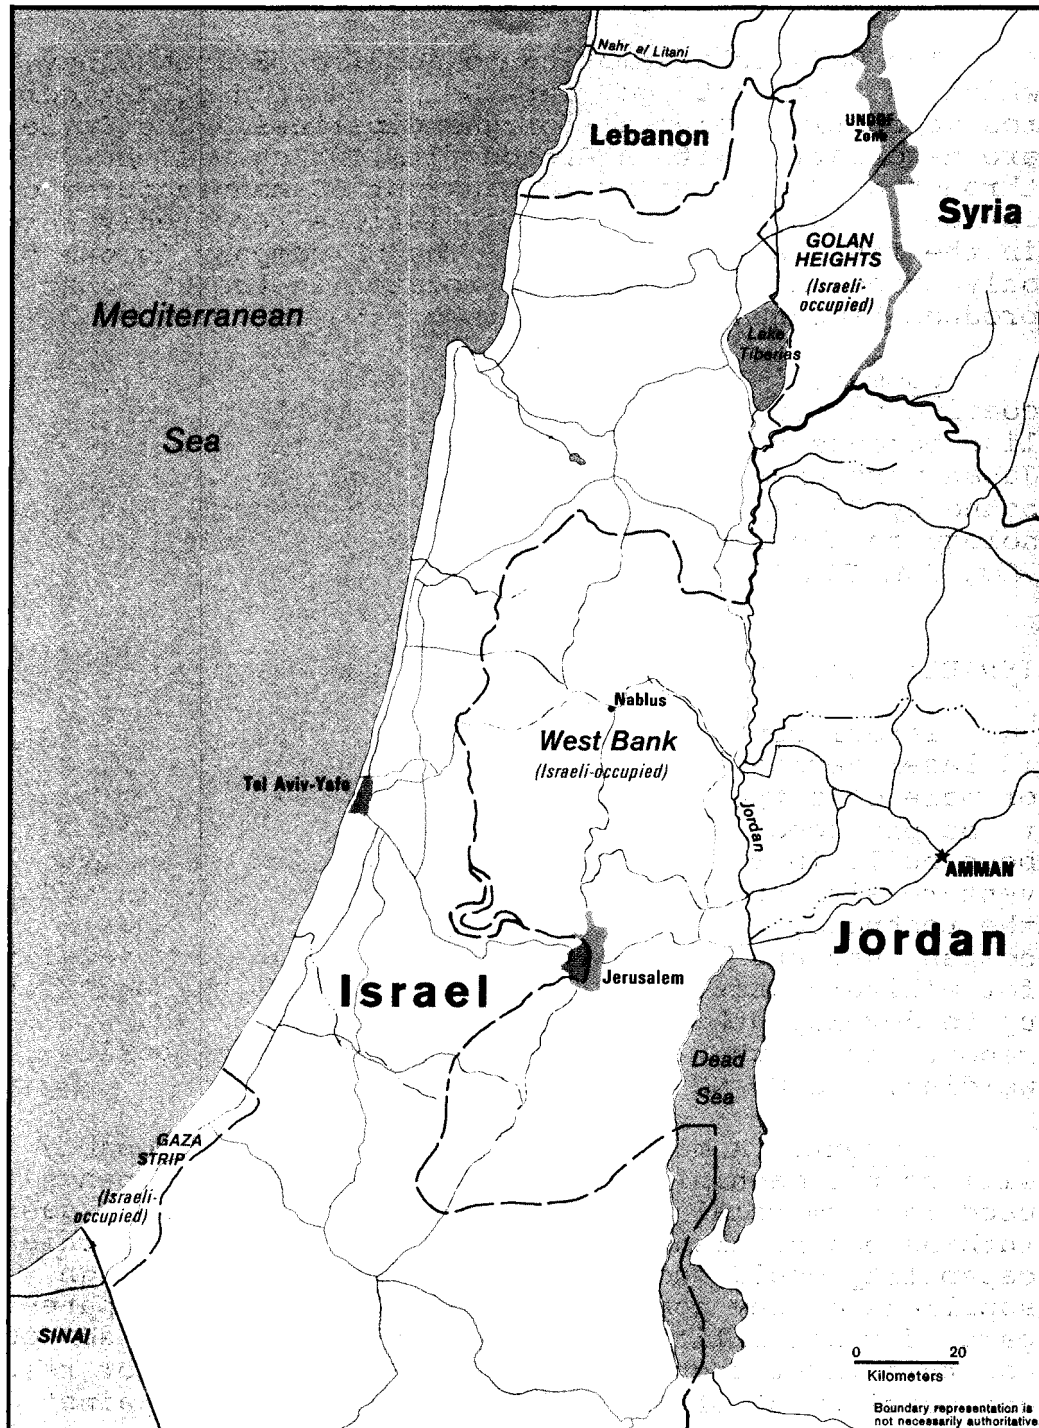 Nahr al Litani
Lebanon
UNDOF
Zone
Syria
GOLAN
HEIGHTS
(Israeli-
occupied)
Mediterranean
Sea
Lake
Tiberias
Nablus
West Bank
(Israeli-occupied)
Tel Aviv-Yafo
Jordan
AMMAN
Jordan
Israel
Jerusalem
Dead
Sea
GAZA
STRIP
(Israeli-
occupied)
SINAI
0 20
Kilometers
Boundary representation is
not necessarily authoritative